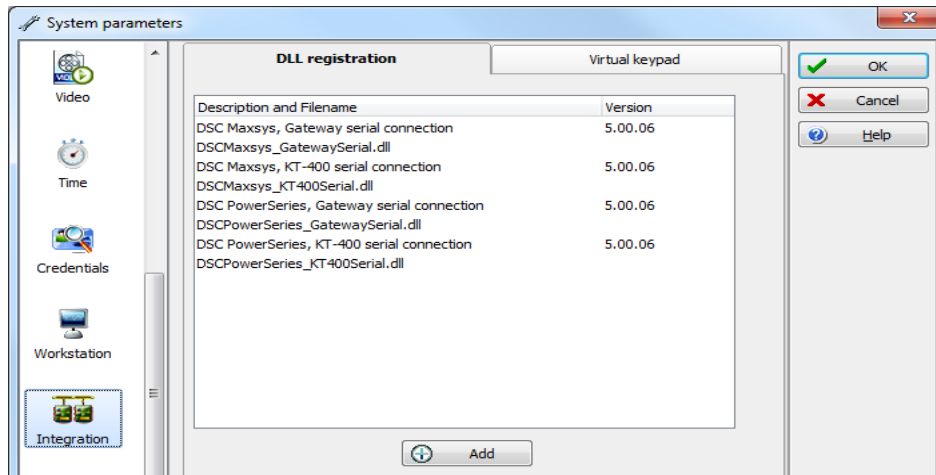 System parameters
Video
Time
Credentials
Workstation
Integration
DLL registration
Virtual keypad
Description and Filename Version
DSC Maxsys, Gateway serial connection 5.00.06
DSCMaxsys_GatewaySerial.dll
DSC Maxsys, KT-400 serial connection 5.00.06
DSCMaxsys_KT400Serial.dll
DSC PowerSeries, Gateway serial connection 5.00.06
DSCPowerSeries_GatewaySerial.dll
DSC PowerSeries, KT-400 serial connection 5.00.06
DSCPowerSeries_KT400Serial.dll
Add
OK
Cancel
Help